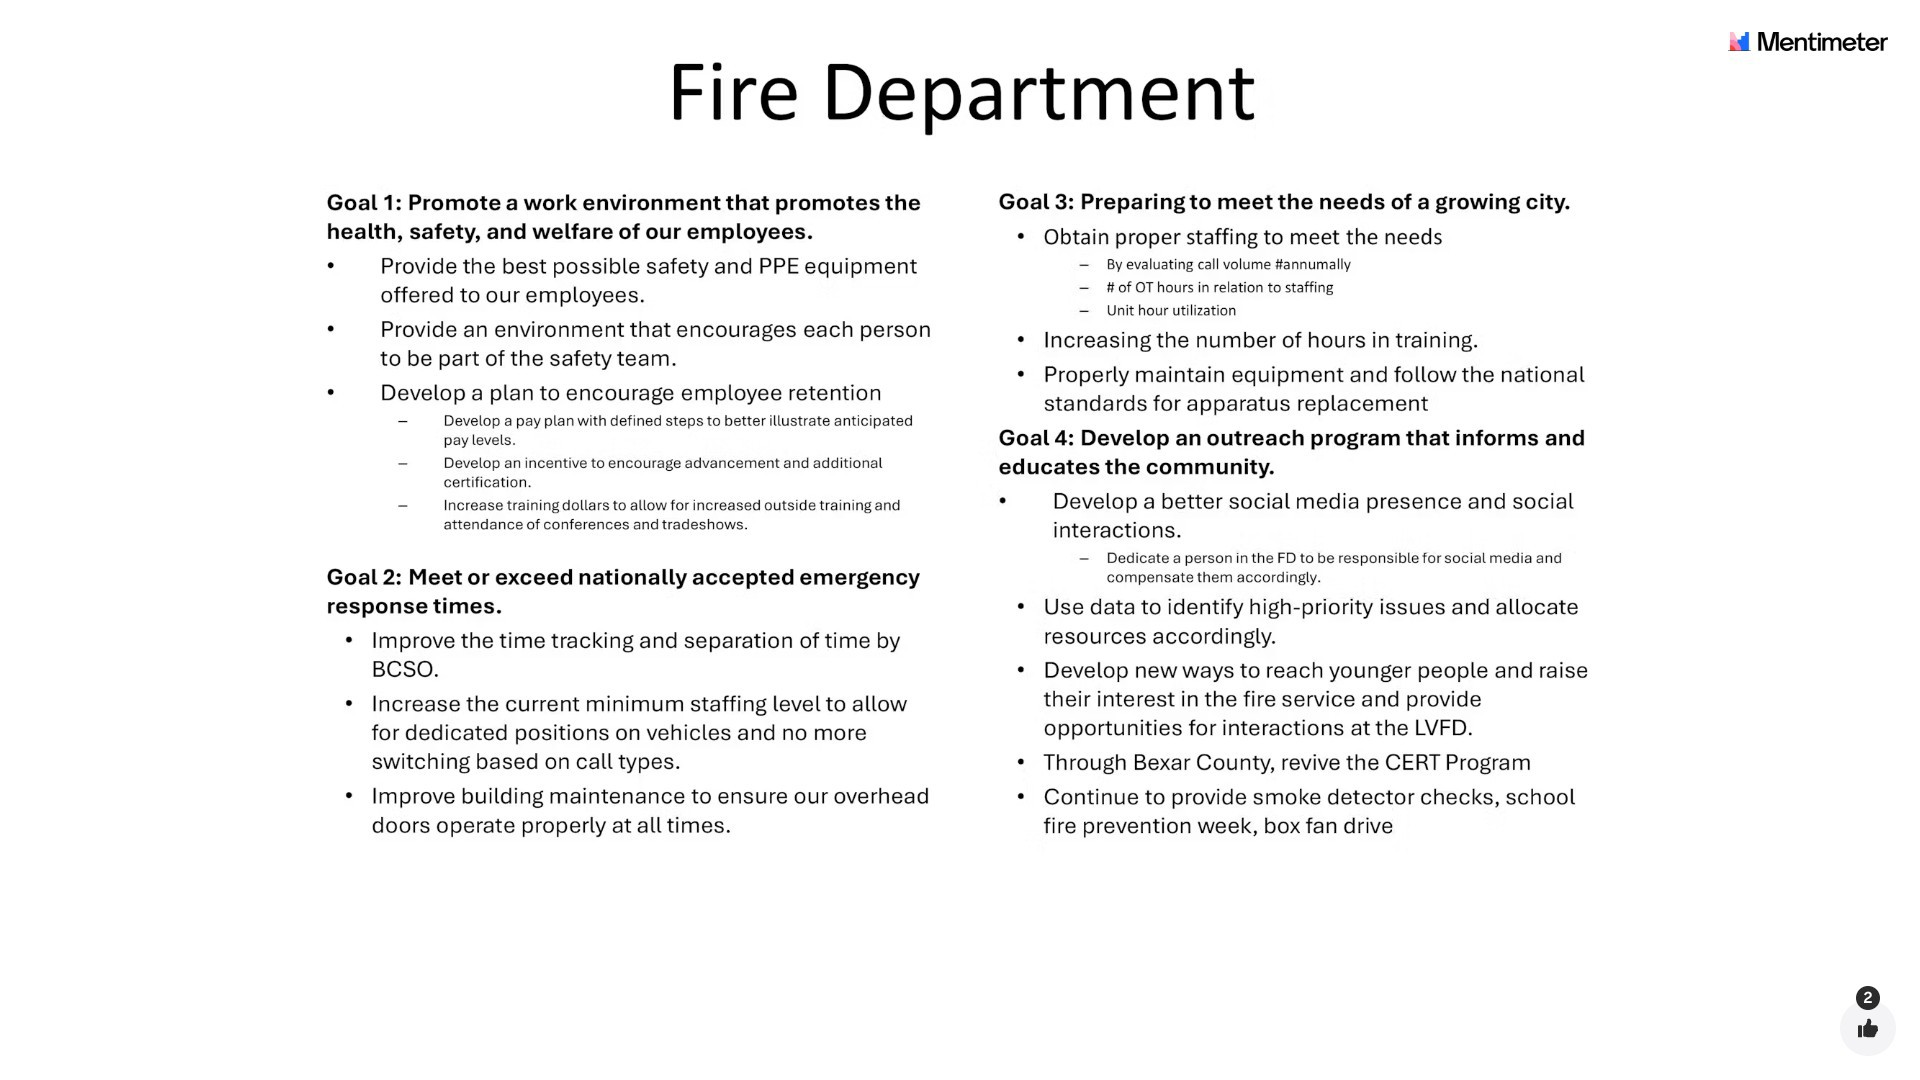 Mentimeter
Fire Department
Goal 1: Promote a work environment that promotes the
health, safety, and welfare of our employees.
• Provide the best possible safety and PPE equipment
offered to our employees.
• Provide an environment that encourages each person
to be part of the safety team.
• Develop a plan to encourage employee retention
– Develop a pay plan with defined steps to better illustrate anticipated
pay levels.
– Develop an incentive to encourage advancement and additional
certification.
– Increase training dollars to allow for increased outside training and
attendance of conferences and tradeshows.
Goal 2: Meet or exceed nationally accepted emergency
response times.
• Improve the time tracking and separation of time by
BCSO.
• Increase the current minimum staffing level to allow
for dedicated positions on vehicles and no more
switching based on call types.
• Improve building maintenance to ensure our overhead
doors operate properly at all times.
Goal 3: Preparing to meet the needs of a growing city.
• Obtain proper staffing to meet the needs
– By evaluating call volume #annumally
– # of OT hours in relation to staffing
– Unit hour utilization
• Increasing the number of hours in training.
• Properly maintain equipment and follow the national
standards for apparatus replacement
Goal 4: Develop an outreach program that informs and
educates the community.
• Develop a better social media presence and social
interactions.
– Dedicate a person in the FD to be responsible for social media and
compensate them accordingly.
• Use data to identify high-priority issues and allocate
resources accordingly.
• Develop new ways to reach younger people and raise
their interest in the fire service and provide
opportunities for interactions at the LVFD.
• Through Bexar County, revive the CERT Program
• Continue to provide smoke detector checks, school
fire prevention week, box fan drive
2